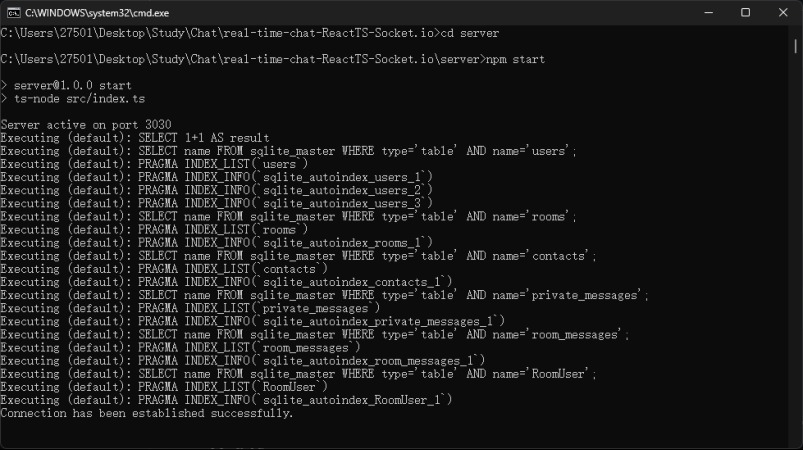 C:\WINDOWS\system32\cmd.exe
C:\Users\27501\Desktop\Study\Chat\real-time-chat-ReactTS-Socket.io>cd server
C:\Users\27501\Desktop\Study\Chat\real-time-chat-ReactTS-Socket.io\server>npm start
> server@1.0.0 start
> ts-node src/index.ts
Server active on port 3030
Executing (default): SELECT 1+1 AS result
Executing (default): SELECT name FROM sqlite_master WHERE type='table' AND name='users';
Executing (default): PRAGMA INDEX_LIST(`users`)
Executing (default): PRAGMA INDEX_INFO(`sqlite_autoindex_users_1`)
Executing (default): PRAGMA INDEX_INFO(`sqlite_autoindex_users_2`)
Executing (default): PRAGMA INDEX_INFO(`sqlite_autoindex_users_3`)
Executing (default): SELECT name FROM sqlite_master WHERE type='table' AND name='rooms';
Executing (default): PRAGMA INDEX_LIST(`rooms`)
Executing (default): PRAGMA INDEX_INFO(`sqlite_autoindex_rooms_1`)
Executing (default): SELECT name FROM sqlite_master WHERE type='table' AND name='contacts';
Executing (default): PRAGMA INDEX_LIST(`contacts`)
Executing (default): PRAGMA INDEX_INFO(`sqlite_autoindex_contacts_1`)
Executing (default): SELECT name FROM sqlite_master WHERE type='table' AND name='private_messages';
Executing (default): PRAGMA INDEX_LIST(`private_messages`)
Executing (default): PRAGMA INDEX_INFO(`sqlite_autoindex_private_messages_1`)
Executing (default): SELECT name FROM sqlite_master WHERE type='table' AND name='room_messages';
Executing (default): PRAGMA INDEX_LIST(`room_messages`)
Executing (default): PRAGMA INDEX_INFO(`sqlite_autoindex_room_messages_1`)
Executing (default): SELECT name FROM sqlite_master WHERE type='table' AND name='RoomUser';
Executing (default): PRAGMA INDEX_LIST(`RoomUser`)
Executing (default): PRAGMA INDEX_INFO(`sqlite_autoindex_RoomUser_1`)
Connection has been established successfully.